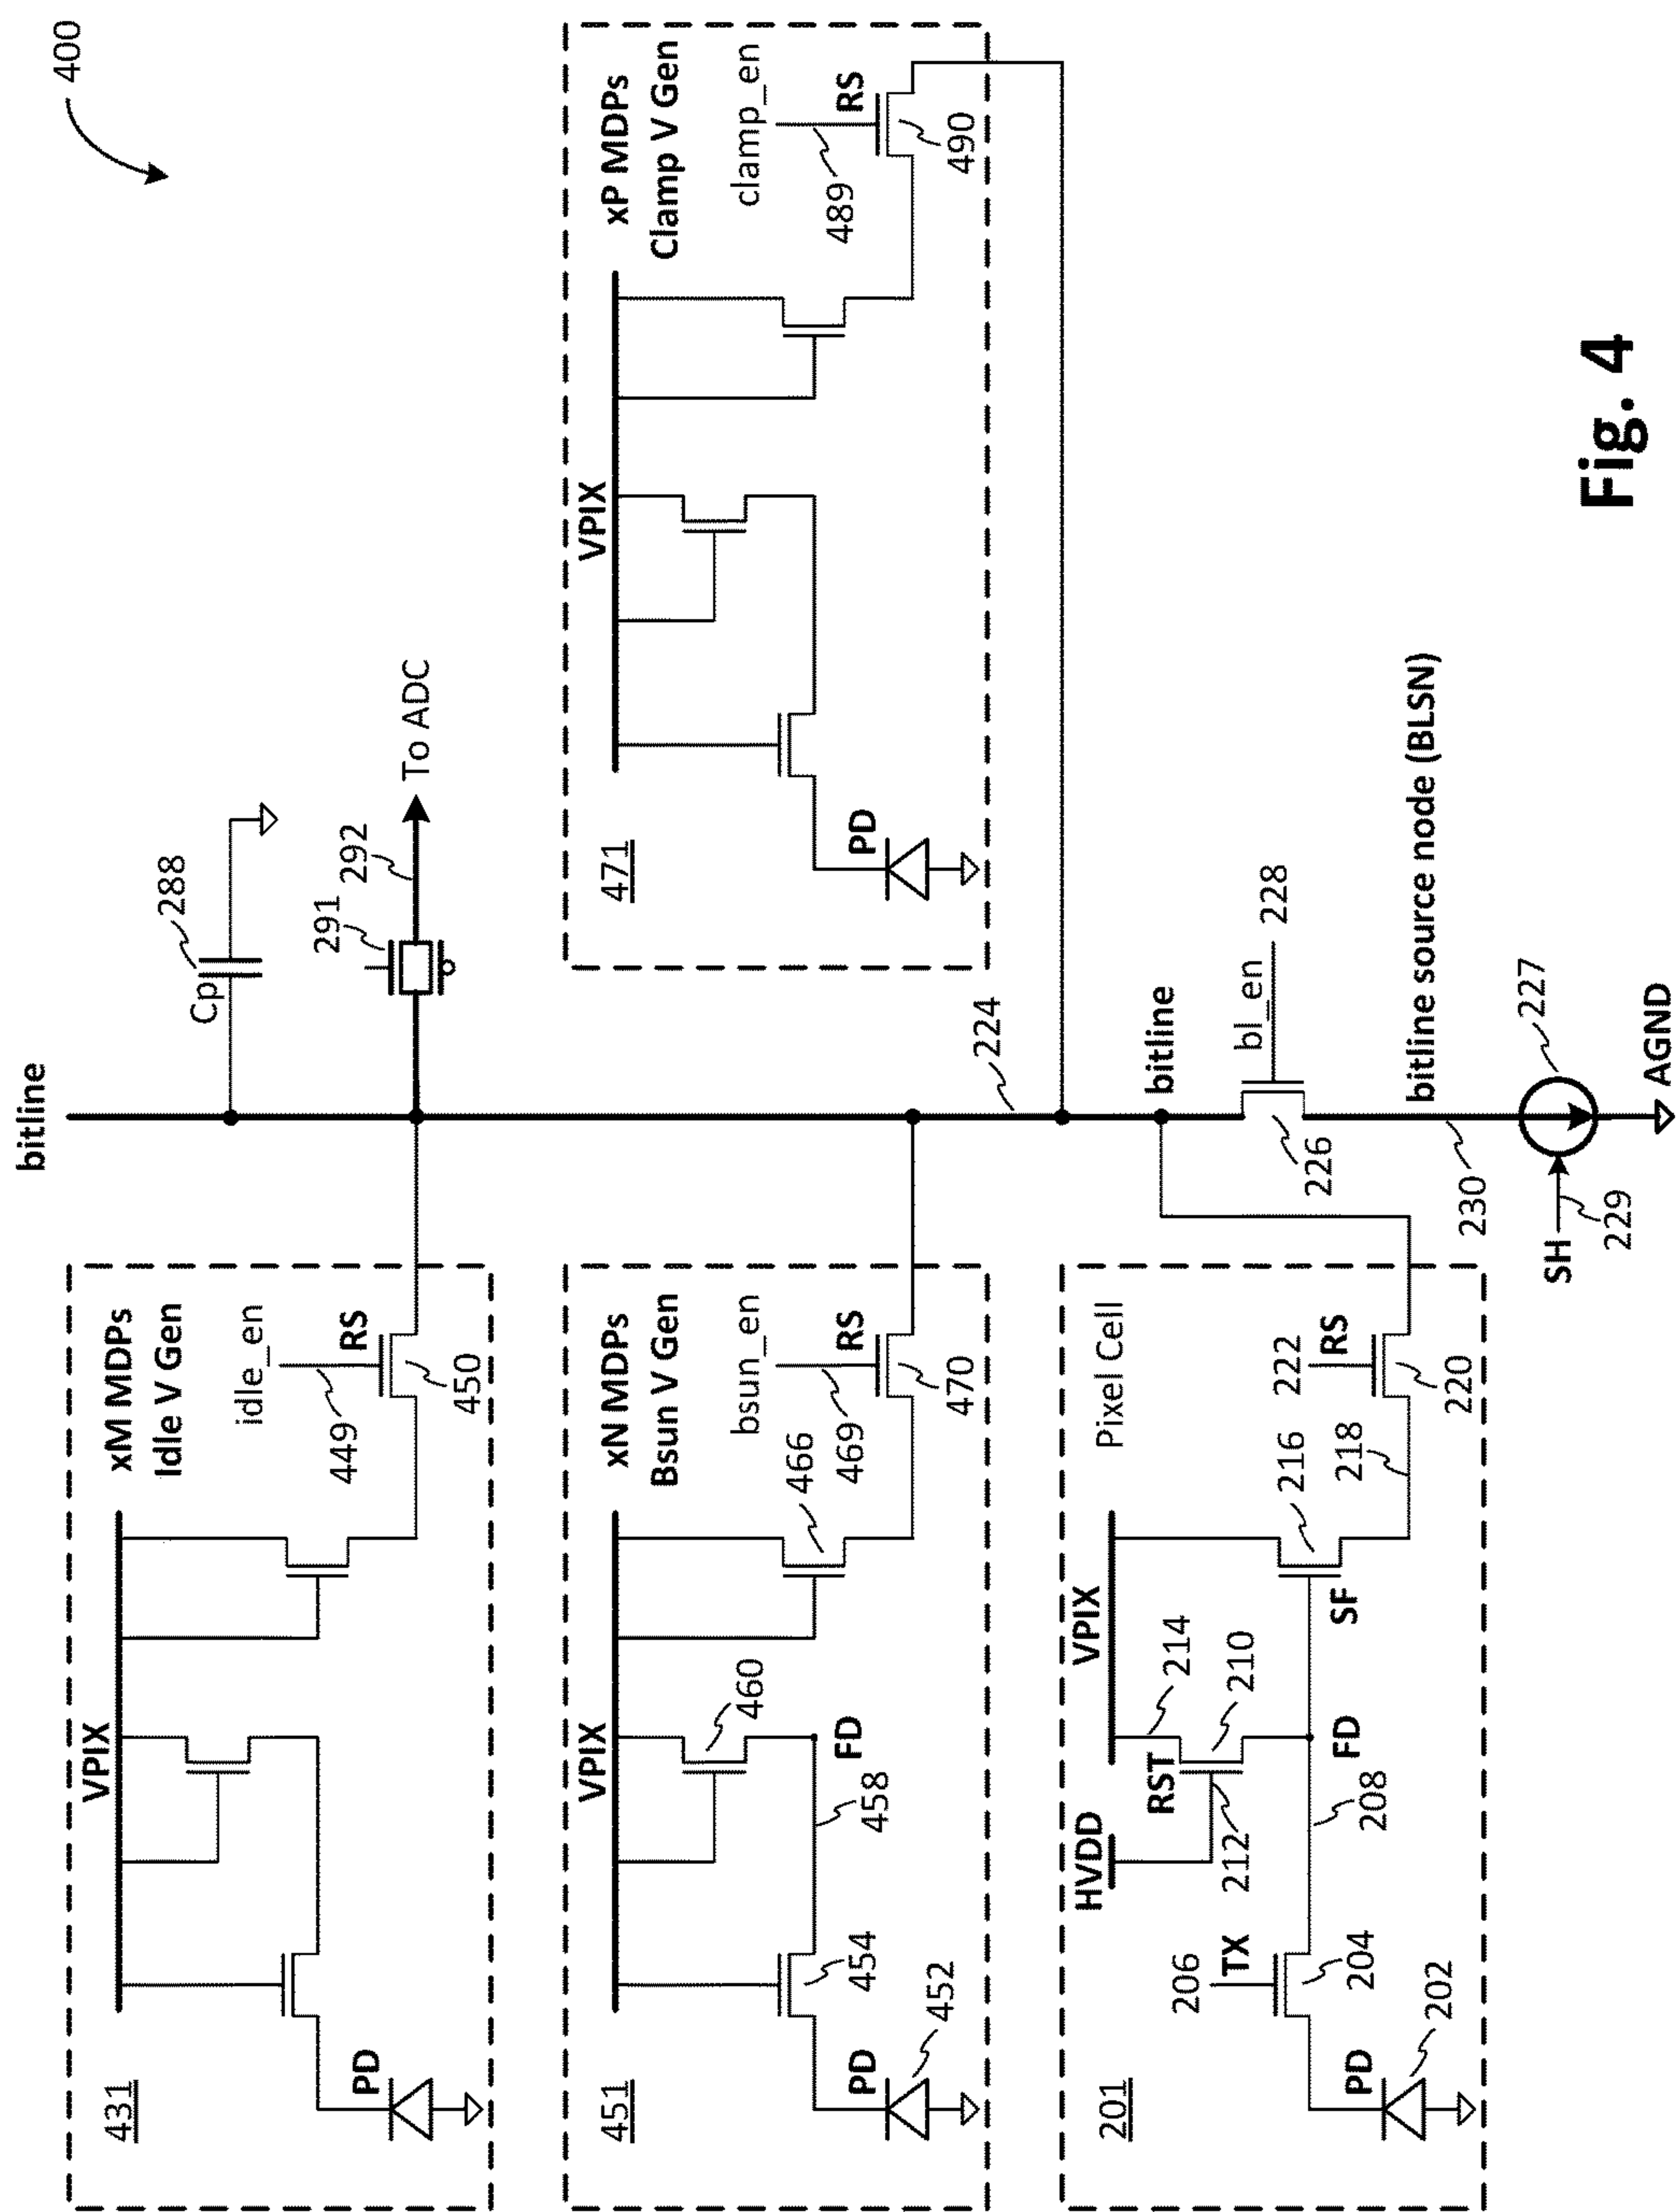 400
bitline
431
xM MDPs
Idle V Gen
VPIX
idle_en
449
RS
450
PD
Cp
288
291
292
To ADC
451
xN MDPs
Bsun V Gen
VPIX
bsun_en
466
469
RS
470
460
FD
458
454
452
PD
471
xP MDPs
Clamp V Gen
VPIX
clamp_en
489
RS
490
PD
224
201
Pixel Cell
VPIX
HVDD
214
RST
210
212
216
SF
218
222
RS
220
206
TX
204
208
FD
202
PD
bitline
bl_en
228
226
bitline source node (BLSN)
230
227
SH
229
AGND
Fig. 4